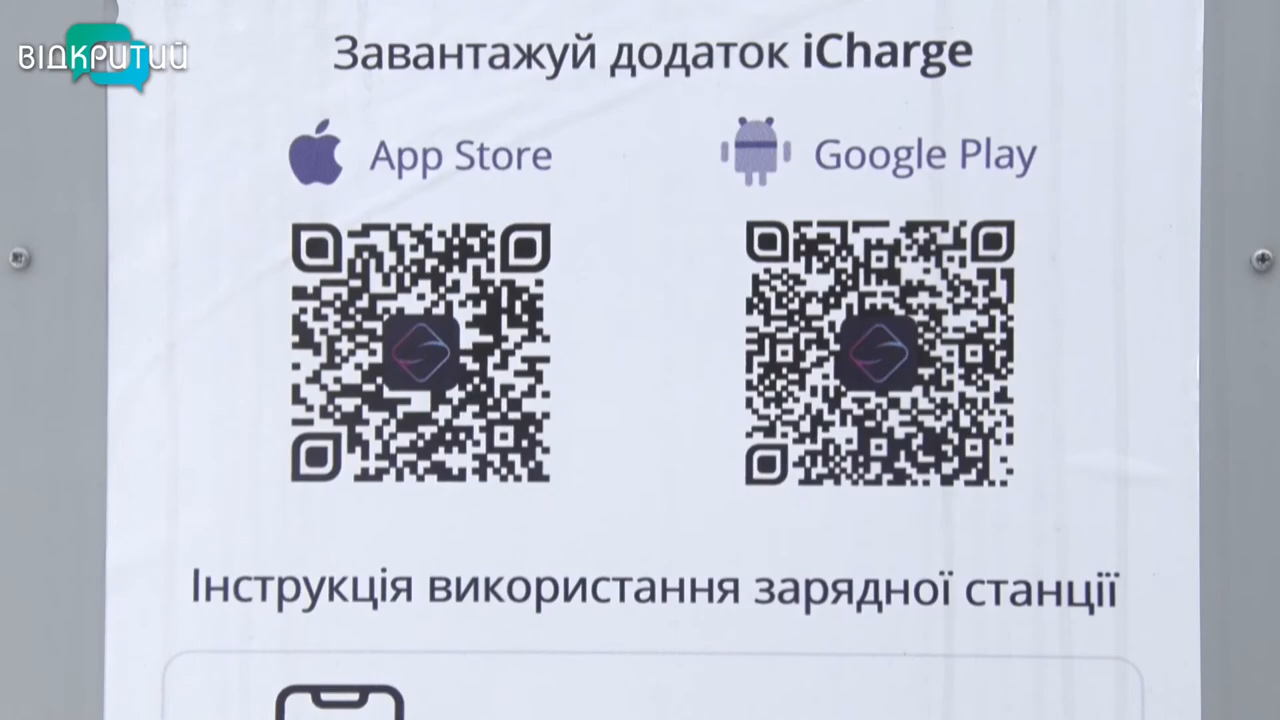 ВІДКРИТИЙ
Завантажуй додаток iCharge
App Store
Google Play
Інструкція використання зарядної станції